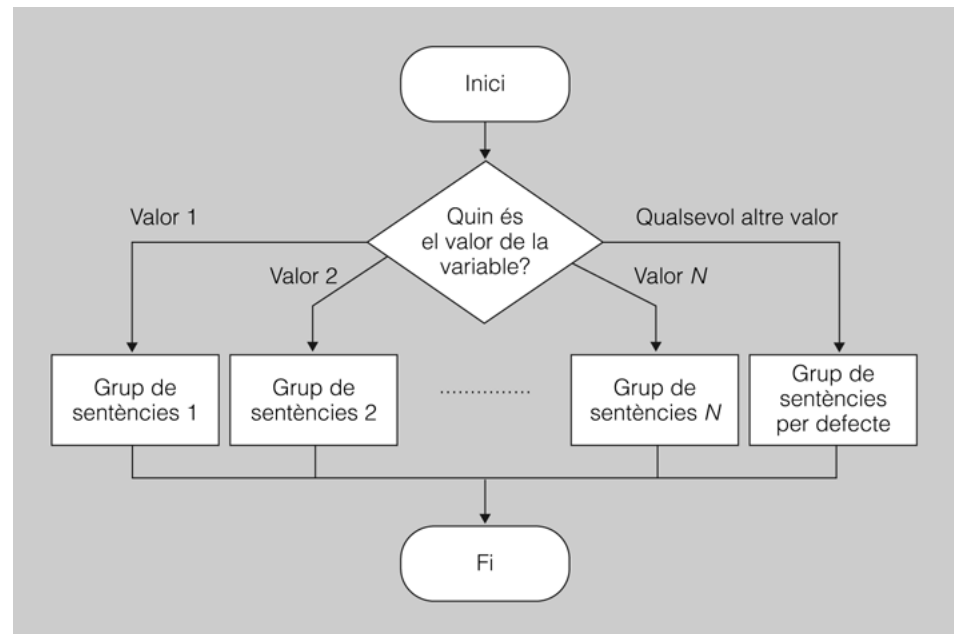 Inici
Valor 1
Quin és
el valor de la
variable?
Qualsevol altre valor
Valor 2
Valor N
Grup de
sentències 1
Grup de
sentències 2
...............
Grup de
sentències N
Grup de
sentències
per defecte
Fi